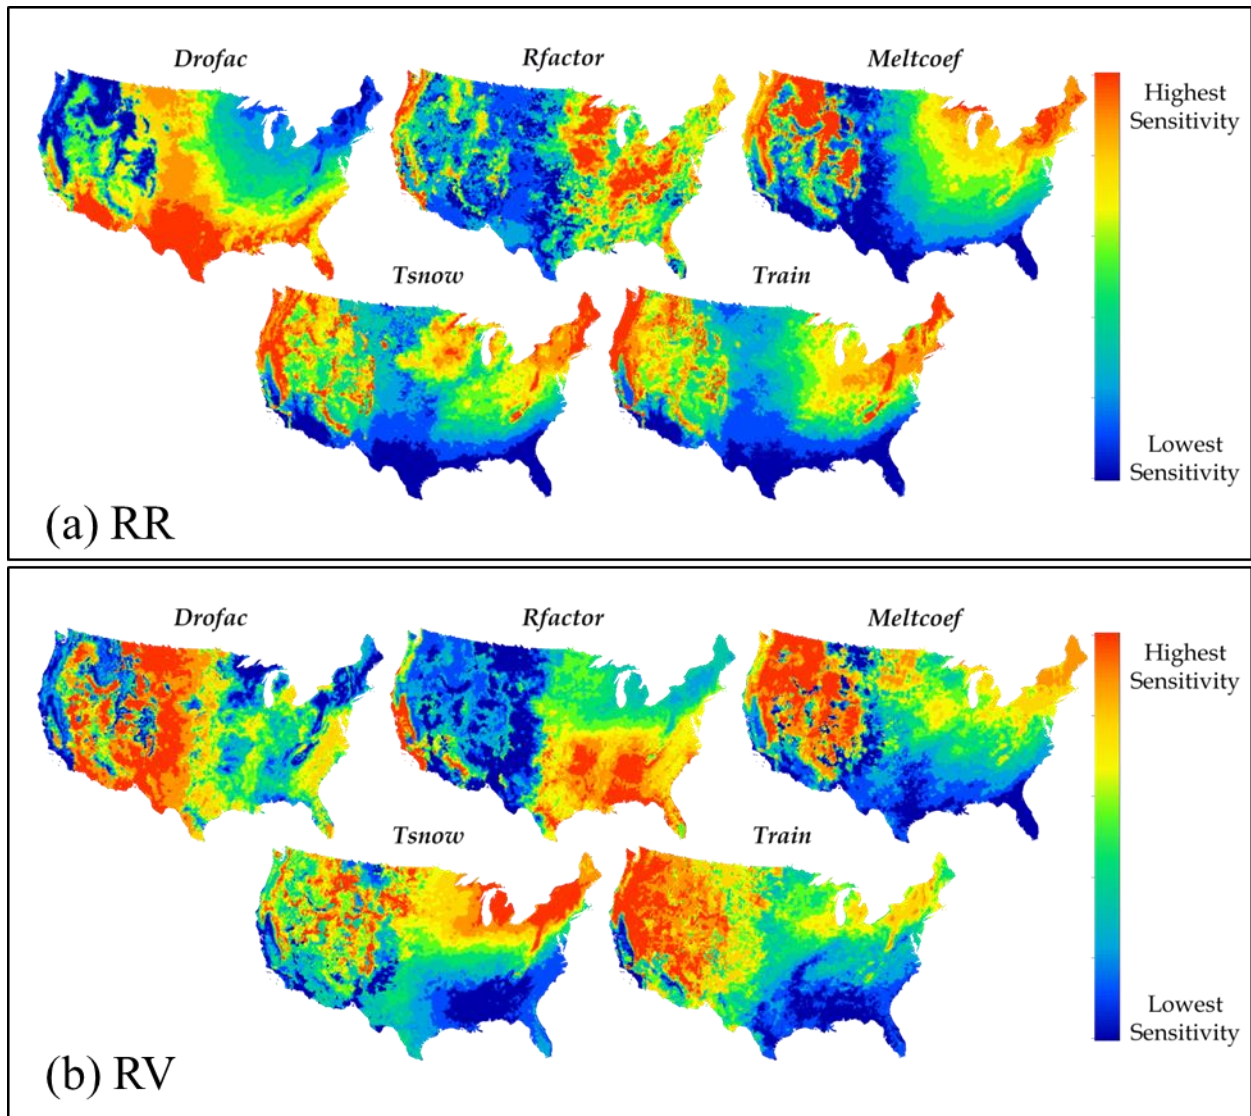 Drofac
Rfactor
Meltcoef
Highest
Sensitivity
Tsnow
Train
Lowest
Sensitivity
(a) RR
Drofac
Rfactor
Meltcoef
Highest
Sensitivity
Tsnow
Train
Lowest
Sensitivity
(b) RV